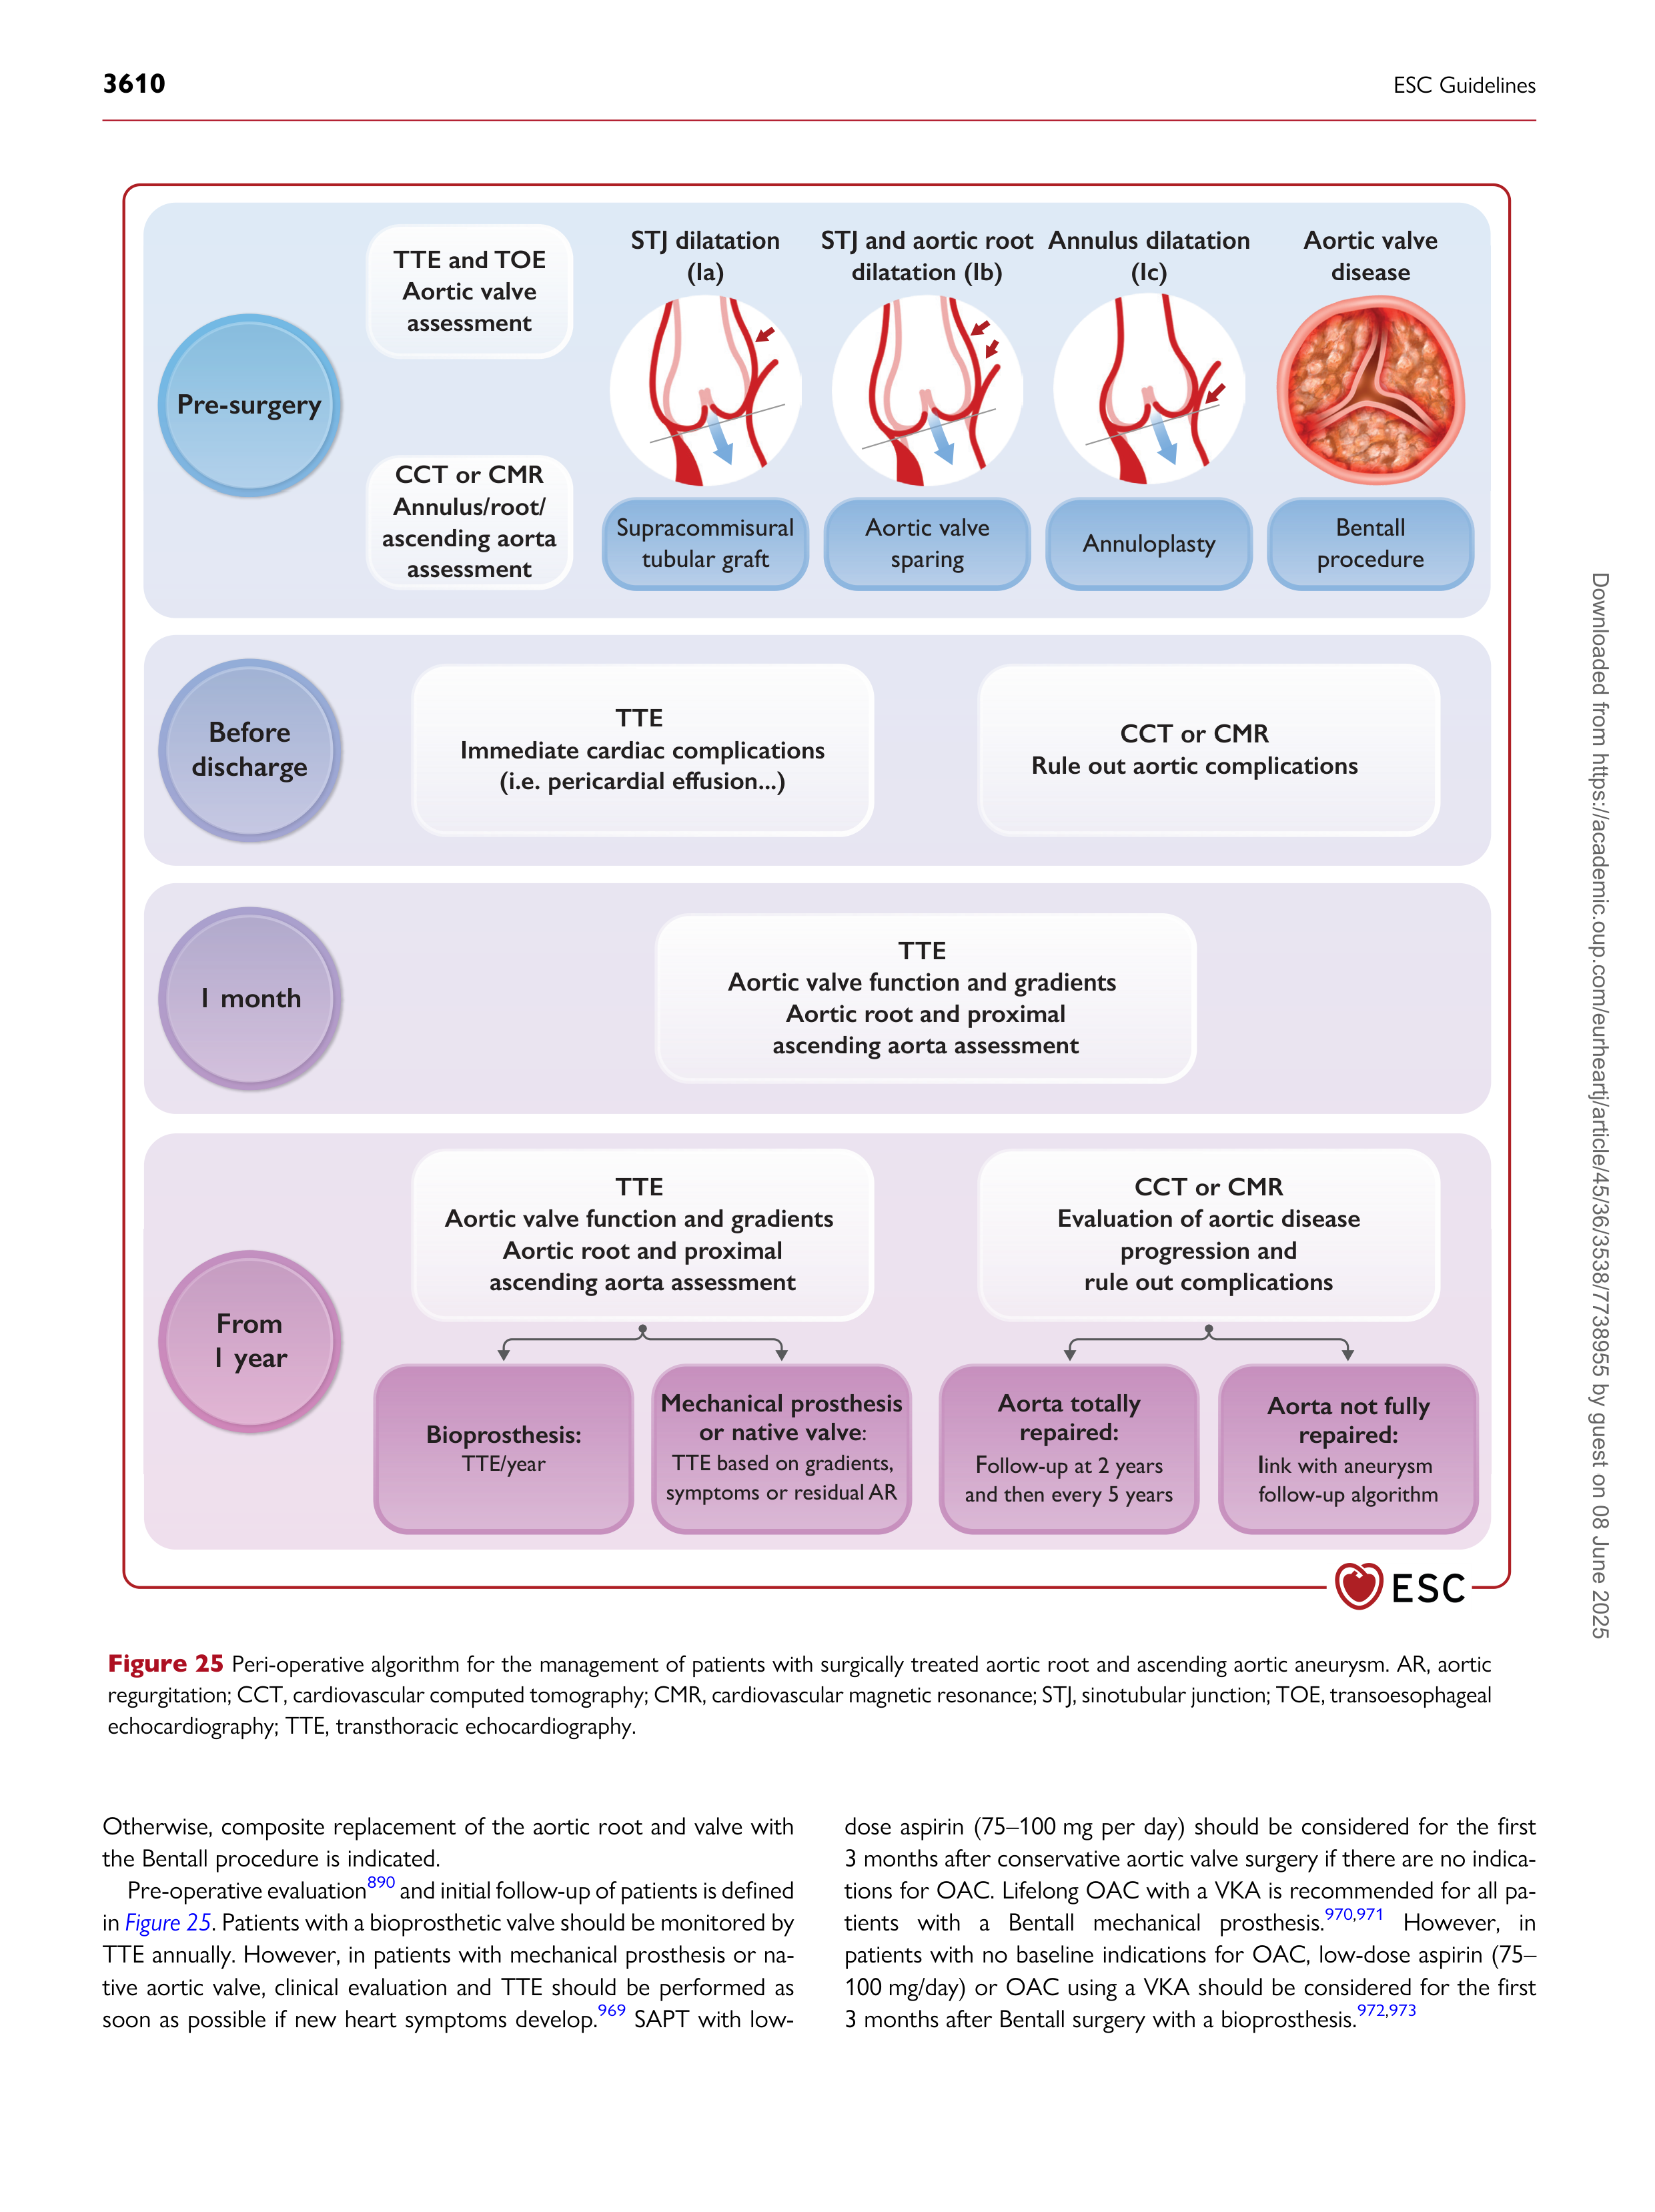 3610
ESC Guidelines
Pre-surgery
TTE and TOE
Aortic valve
assessment
CCT or CMR
Annulus/root/
ascending aorta
assessment
STJ dilatation
(Ia)
Supracommisural
tubular graft
STJ and aortic root
dilatation (Ib)
Aortic valve
sparing
Annulus dilatation
(Ic)
Annuloplasty
Aortic valve
disease
Bentall
procedure
Before
discharge
TTE
Immediate cardiac complications
(i.e. pericardial effusion...)
CCT or CMR
Rule out aortic complications
1 month
TTE
Aortic valve function and gradients
Aortic root and proximal
ascending aorta assessment
From
1 year
TTE
Aortic valve function and gradients
Aortic root and proximal
ascending aorta assessment
CCT or CMR
Evaluation of aortic disease
progression and
rule out complications
Bioprosthesis:
TTE/year
Mechanical prosthesis
or native valve:
TTE based on gradients,
symptoms or residual AR
Aorta totally
repaired:
Follow-up at 2 years
and then every 5 years
Aorta not fully
repaired:
link with aneurysm
follow-up algorithm
ESC
Figure 25 Peri-operative algorithm for the management of patients with surgically treated aortic root and ascending aortic aneurysm. AR, aortic
regurgitation; CCT, cardiovascular computed tomography; CMR, cardiovascular magnetic resonance; STJ, sinotubular junction; TOE, transoesophageal
echocardiography; TTE, transthoracic echocardiography.
Otherwise, composite replacement of the aortic root and valve with
the Bentall procedure is indicated.
Pre-operative evaluation890 and initial follow-up of patients is defined
in Figure 25. Patients with a bioprosthetic valve should be monitored by
TTE annually. However, in patients with mechanical prosthesis or na-
tive aortic valve, clinical evaluation and TTE should be performed as
soon as possible if new heart symptoms develop.969 SAPT with low-
dose aspirin (75–100 mg per day) should be considered for the first
3 months after conservative aortic valve surgery if there are no indica-
tions for OAC. Lifelong OAC with a VKA is recommended for all pa-
tients with a Bentall mechanical prosthesis.970,971 However, in
patients with no baseline indications for OAC, low-dose aspirin (75–
100 mg/day) or OAC using a VKA should be considered for the first
3 months after Bentall surgery with a bioprosthesis.972,973
Downloaded from https://academic.oup.com/eurheartj/article/45/36/3538/7738955 by guest on 08 June 2025